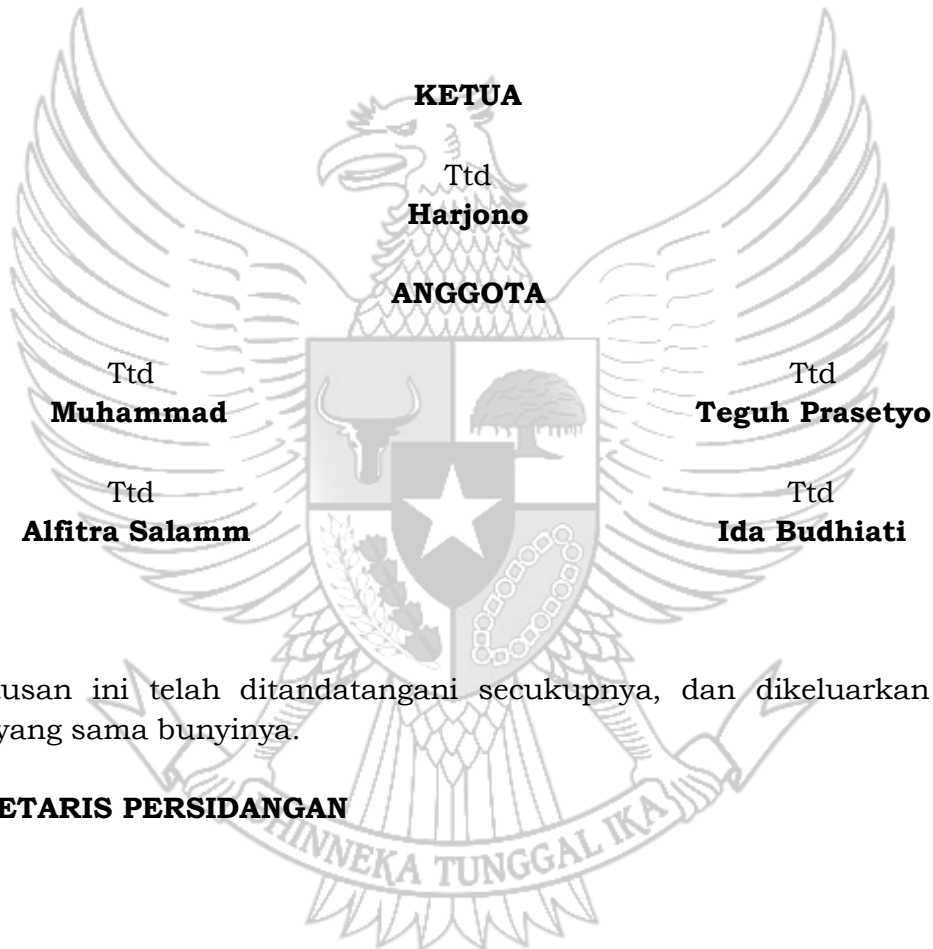 KETUA
Ttd
Harjono
ANGGOTA
Ttd Ttd
Muhammad Teguh Prasetyo
Ttd Ttd
Alfitra Salamm Ida Budhiati
usan ini telah ditandatangani secukupnya, dan dikeluarkan
yang sama bunyinya.
ETARIS PERSIDANGAN
HINNEKA TUNGGAL IKA